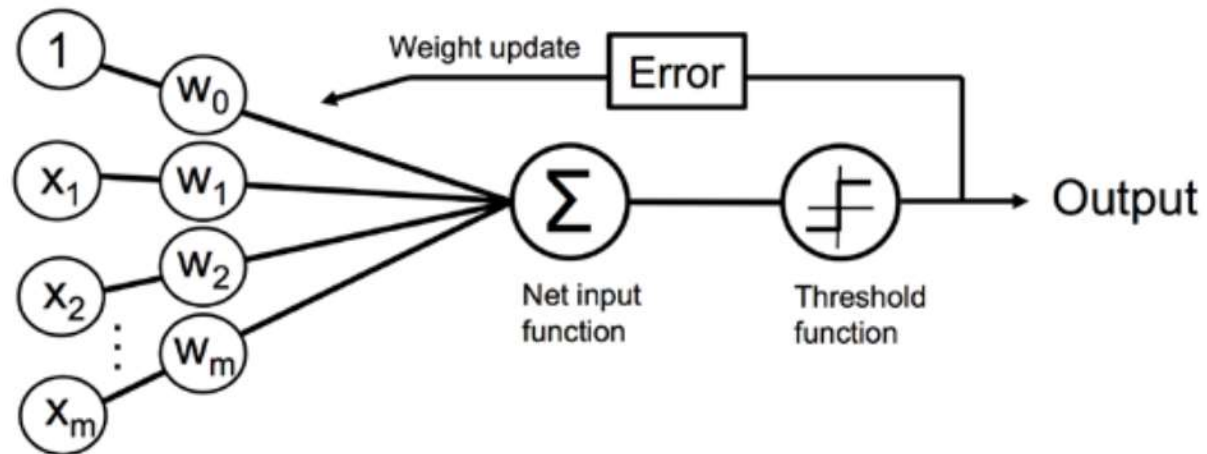 1
w₀
Weight update
Error
x₁
w₁
Σ
Output
x₂
w₂
Net input
function
Threshold
function
wₘ
xₘ